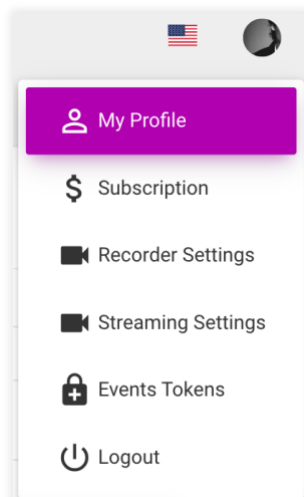 My Profile
Subscription
Recorder Settings
Streaming Settings
Events Tokens
Logout